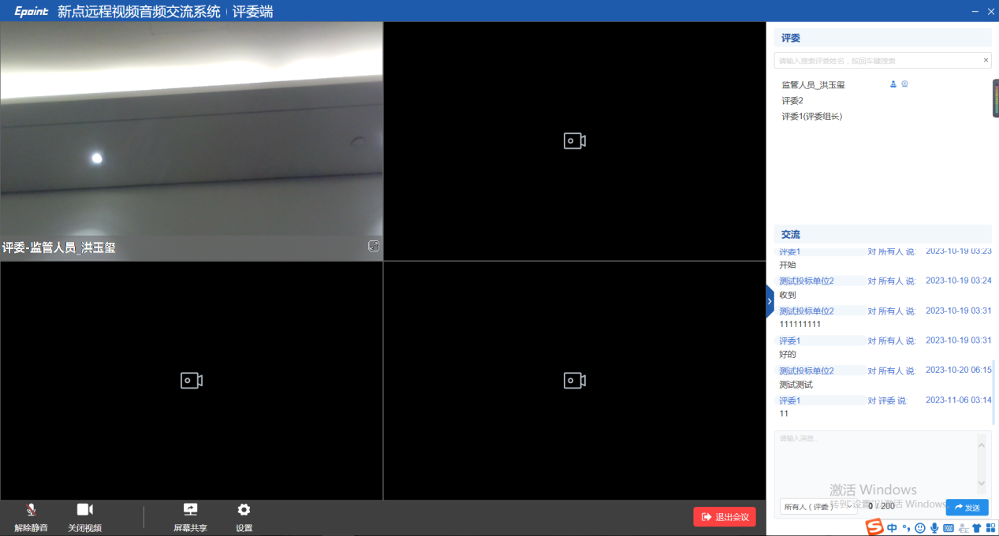 Epoint 新点远程视频音频交流系统 | 评委端
评委-监管人员_洪玉玺
解除静音
关闭视频
屏幕共享
设置
退出会议
评委
请输入搜索评委姓名，按回车键搜索
监管人员_洪玉玺
评委2
评委1(评委组长)
交流
评委1 对 所有人 说: 2023-10-19 03:23
开始
测试投标单位2 对 所有人 说: 2023-10-19 03:24
收到
测试投标单位2 对 所有人 说: 2023-10-19 03:31
111111111
评委1 对 所有人 说: 2023-10-19 03:31
好的
测试投标单位2 对 所有人 说: 2023-10-20 06:15
测试测试
评委1 对 评委 说: 2023-11-06 03:14
11
请输入消息.
激活 Windows
转到"设置"以激活 Windows
所有人（评委） 0 / 200 发送
S 中